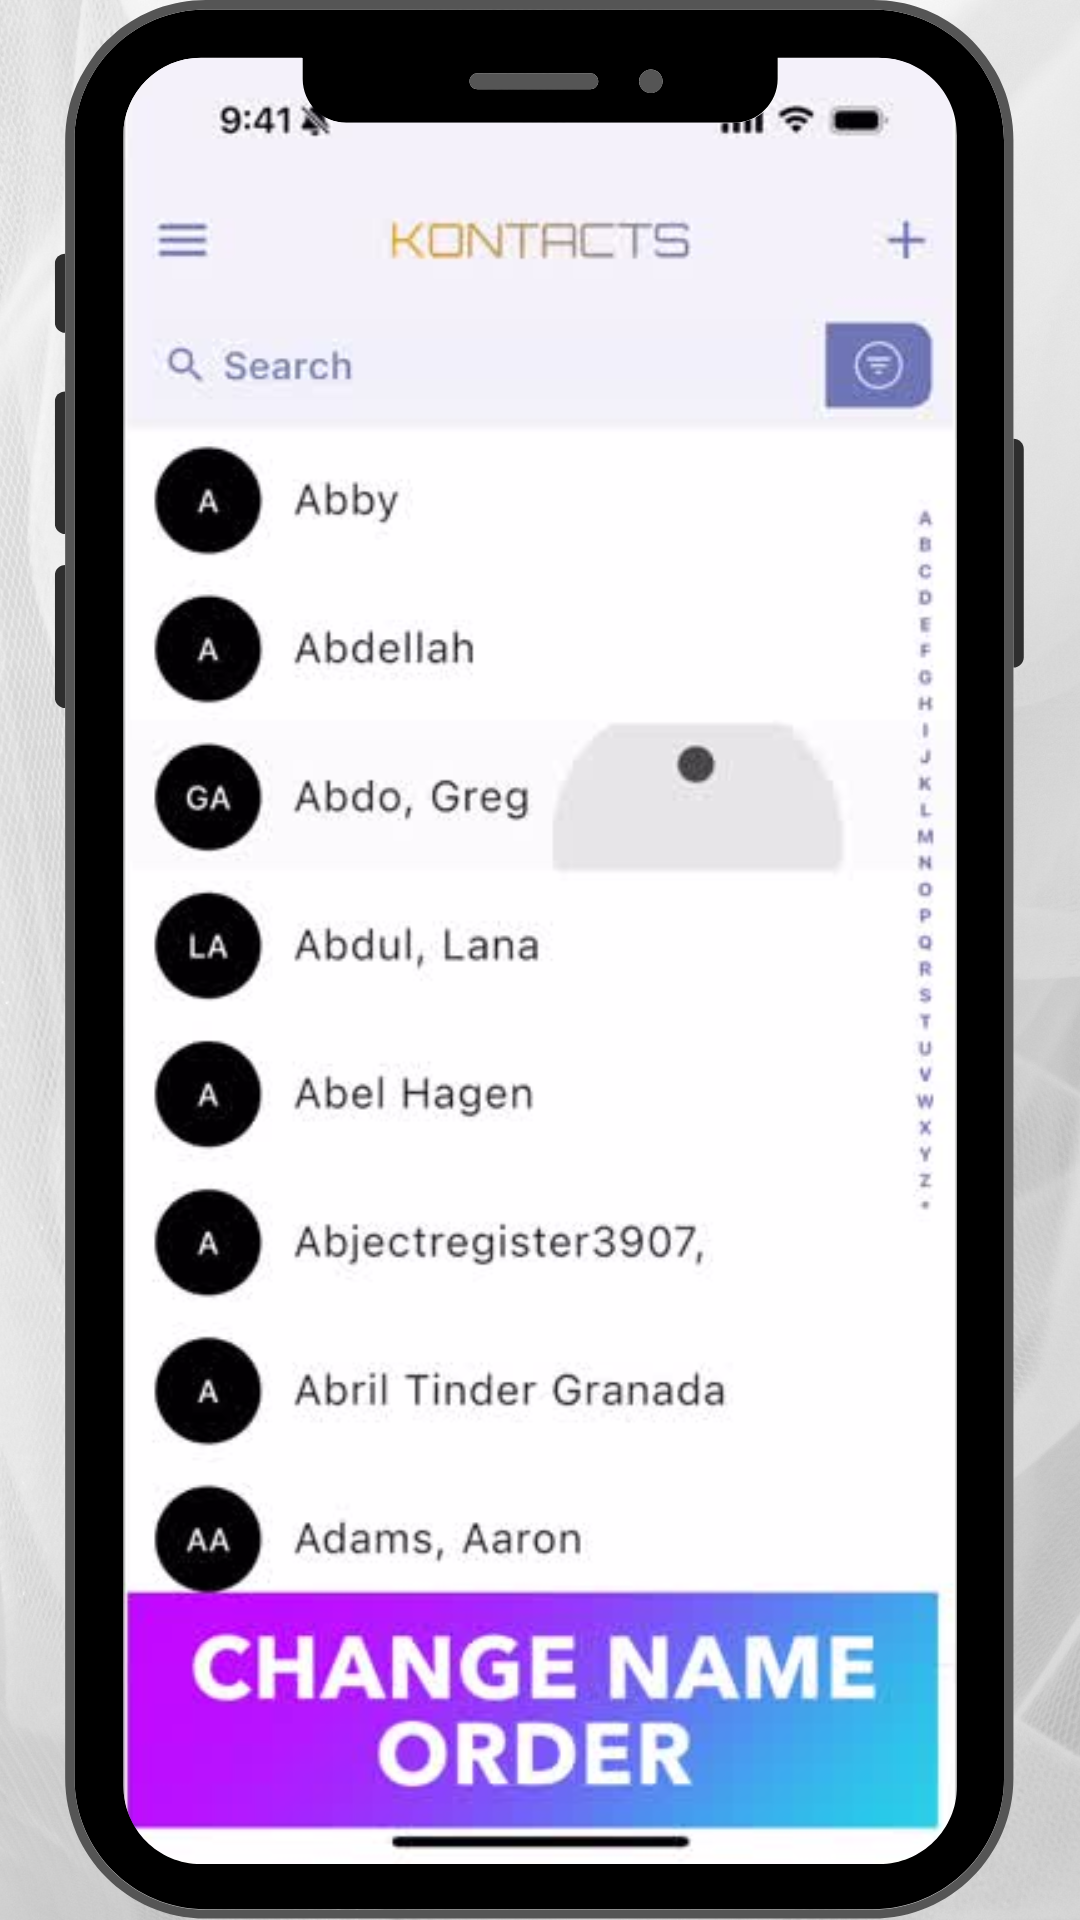 9:41
KONTACTS
Search
A Abby
A Abdellah
GA Abdo, Greg
LA Abdul, Lana
A Abel Hagen
A Abjectregister3907,
A Abril Tinder Granada
AA Adams, Aaron
A
B
C
D
E
F
G
H
I
J
K
L
M
N
O
P
Q
R
S
T
U
V
W
X
Y
Z
CHANGE NAME
ORDER